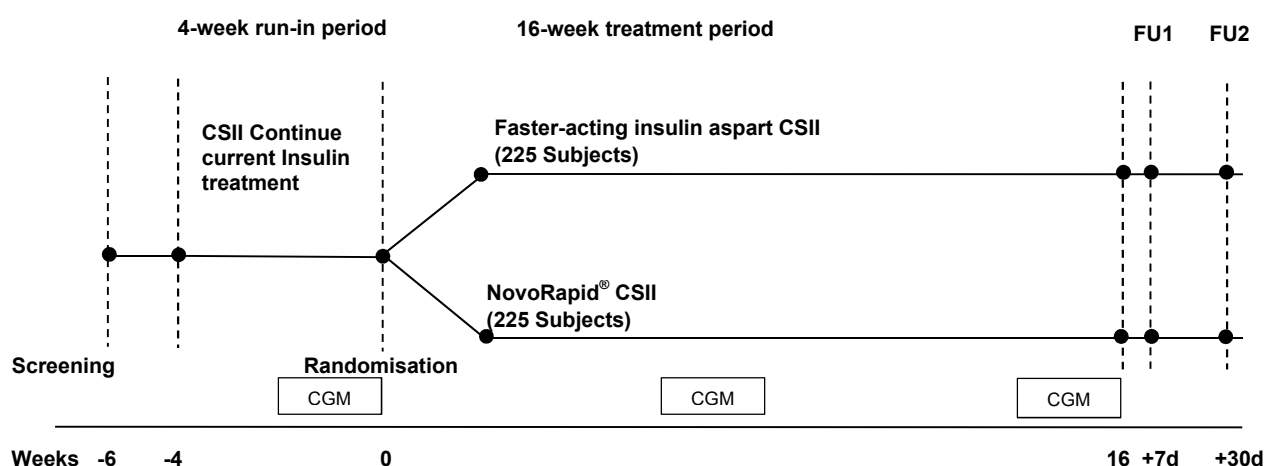 4-week run-in period
16-week treatment period
FU1
FU2
CSII Continue
current Insulin
treatment
Faster-acting insulin aspart CSII
(225 Subjects)
NovoRapid® CSII
(225 Subjects)
Screening
Randomisation
CGM
CGM
CGM
Weeks -6 -4 0 16 +7d +30d